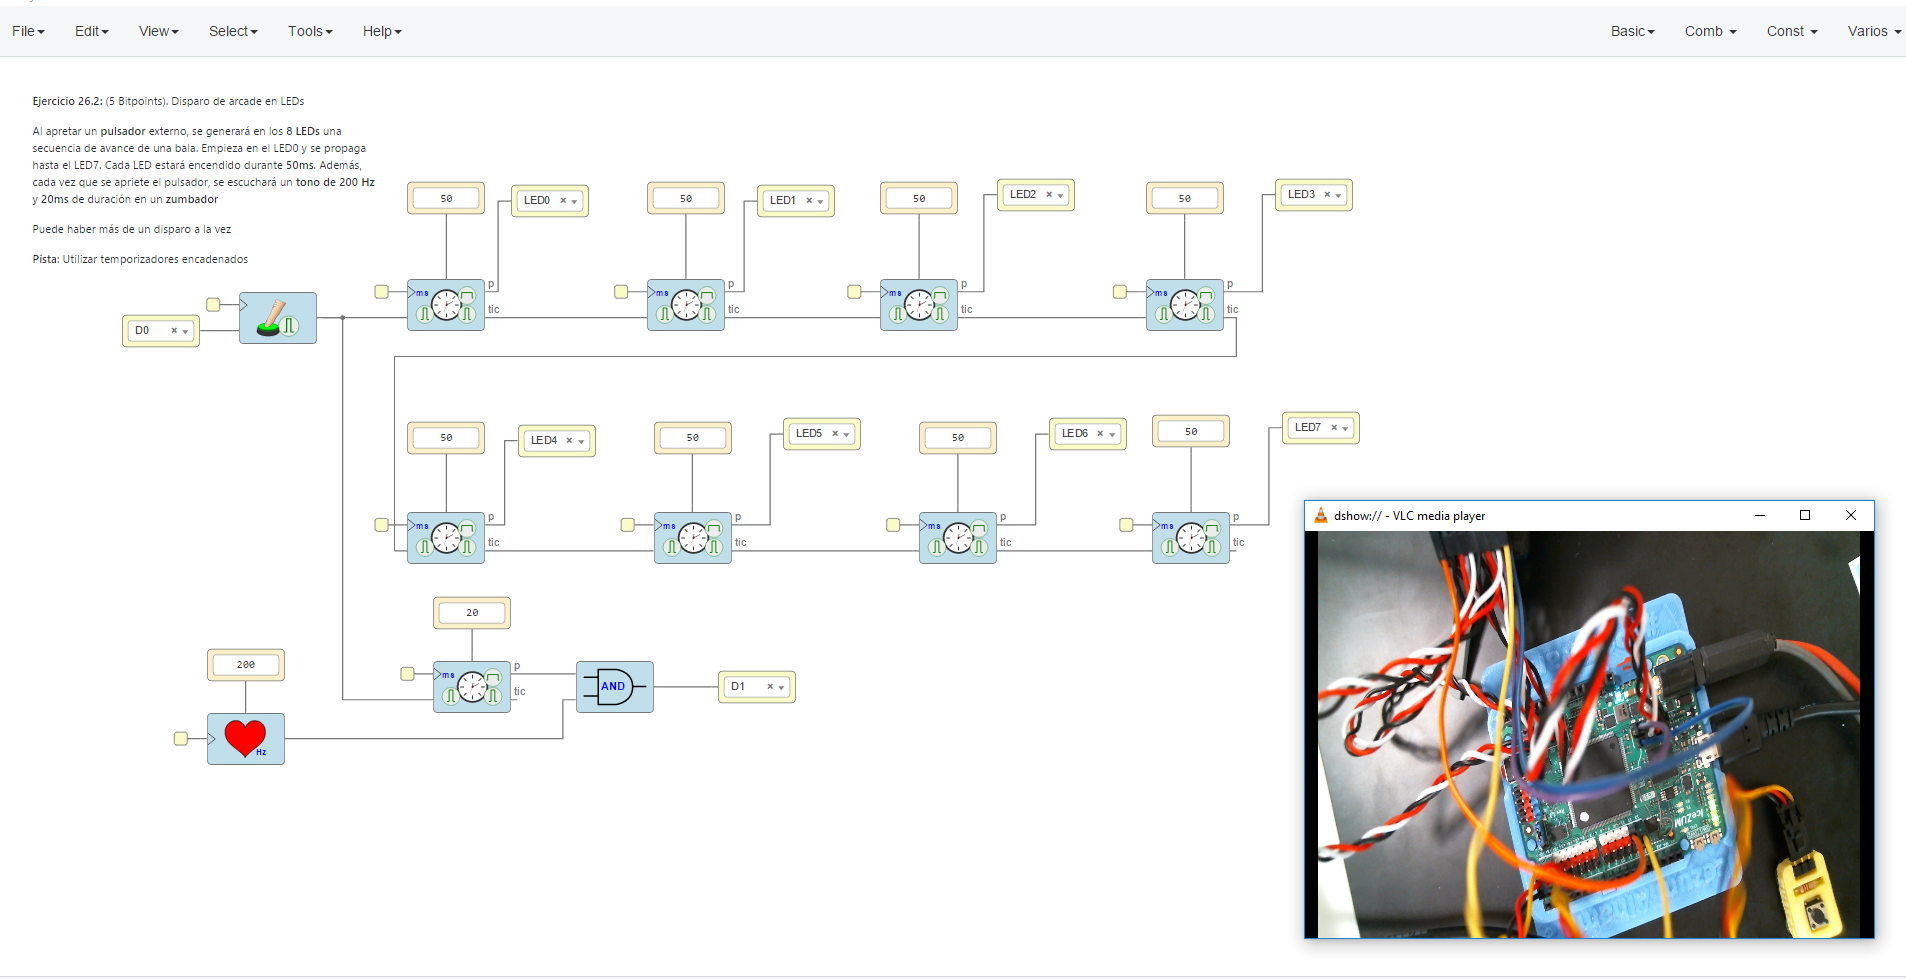 File Edit View Select Tools Help Basic Comb Const Varios
Ejercicio 26.2: (5 Bitpoints). Disparo de arcade en LEDs
Al apretar un pulsador externo, se generará en los 8 LEDs una
secuencia de avance de una bala. Empieza en el LED0 y se propaga
hasta el LED7. Cada LED estará encendido durante 50ms. Además,
cada vez que se apriete el pulsador, se escuchará un tono de 200 Hz
y 20ms de duración en un zumbador
Puede haber más de un disparo a la vez
Pista: Utilizar temporizadores encadenados
50 LED0 50 LED1 50 LED2 50 LED3
ms p tic ms p tic ms p tic ms p tic
D0
50 LED4 50 LED5 50 LED6 50 LED7
ms p tic ms p tic ms p tic ms p tic
dshow:// - VLC media player
20
200
ms p tic
AND
D1
Hz
IceZUM